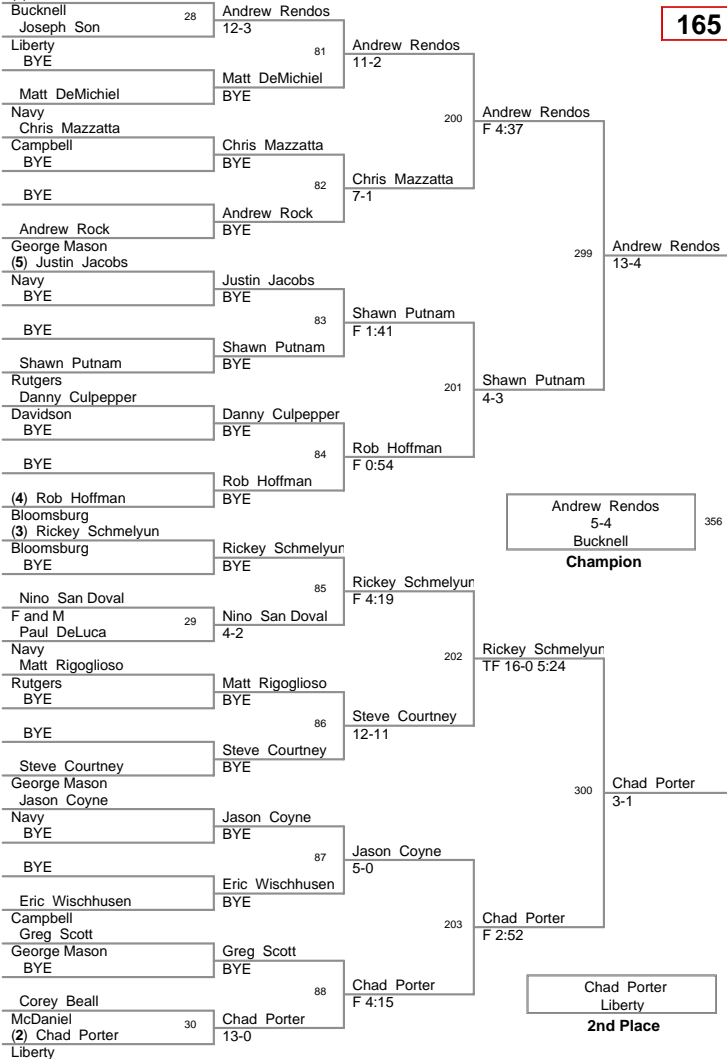 165
Bucknell
Joseph Son
Liberty
BYE
Matt DeMichiel
Navy
Chris Mazzatta
Campbell
BYE
BYE
Andrew Rock
George Mason
(5) Justin Jacobs
Navy
BYE
BYE
Shawn Putnam
Rutgers
Danny Culpepper
Davidson
BYE
BYE
(4) Rob Hoffman
Bloomsburg
(3) Rickey Schmelyun
Bloomsburg
BYE
Nino San Doval
F and M
Paul DeLuca
Navy
Matt Rigoglioso
Rutgers
BYE
BYE
Steve Courtney
George Mason
Jason Coyne
Navy
BYE
BYE
Eric Wischhusen
Campbell
Greg Scott
George Mason
BYE
Corey Beall
McDaniel
(2) Chad Porter
Liberty
28
29
30
Andrew Rendos
12-3
Matt DeMichiel
BYE
Chris Mazzatta
BYE
Andrew Rock
BYE
Justin Jacobs
BYE
Shawn Putnam
BYE
Danny Culpepper
BYE
Rob Hoffman
BYE
Rickey Schmelyun
BYE
Nino San Doval
4-2
Matt Rigoglioso
BYE
Steve Courtney
BYE
Jason Coyne
BYE
Eric Wischhusen
BYE
Greg Scott
BYE
Chad Porter
13-0
81
82
83
84
85
86
87
88
Andrew Rendos
11-2
Chris Mazzatta
7-1
Shawn Putnam
F 1:41
Rob Hoffman
F 0:54
Rickey Schmelyun
F 4:19
Steve Courtney
12-11
Jason Coyne
5-0
Chad Porter
F 4:15
200
201
202
203
Andrew Rendos
F 4:37
Shawn Putnam
4-3
Rickey Schmelyun
TF 16-0 5:24
Chad Porter
F 2:52
299
300
Andrew Rendos
13-4
Chad Porter
3-1
Andrew Rendos
5-4
Bucknell
356
Champion
Chad Porter
Liberty
2nd Place